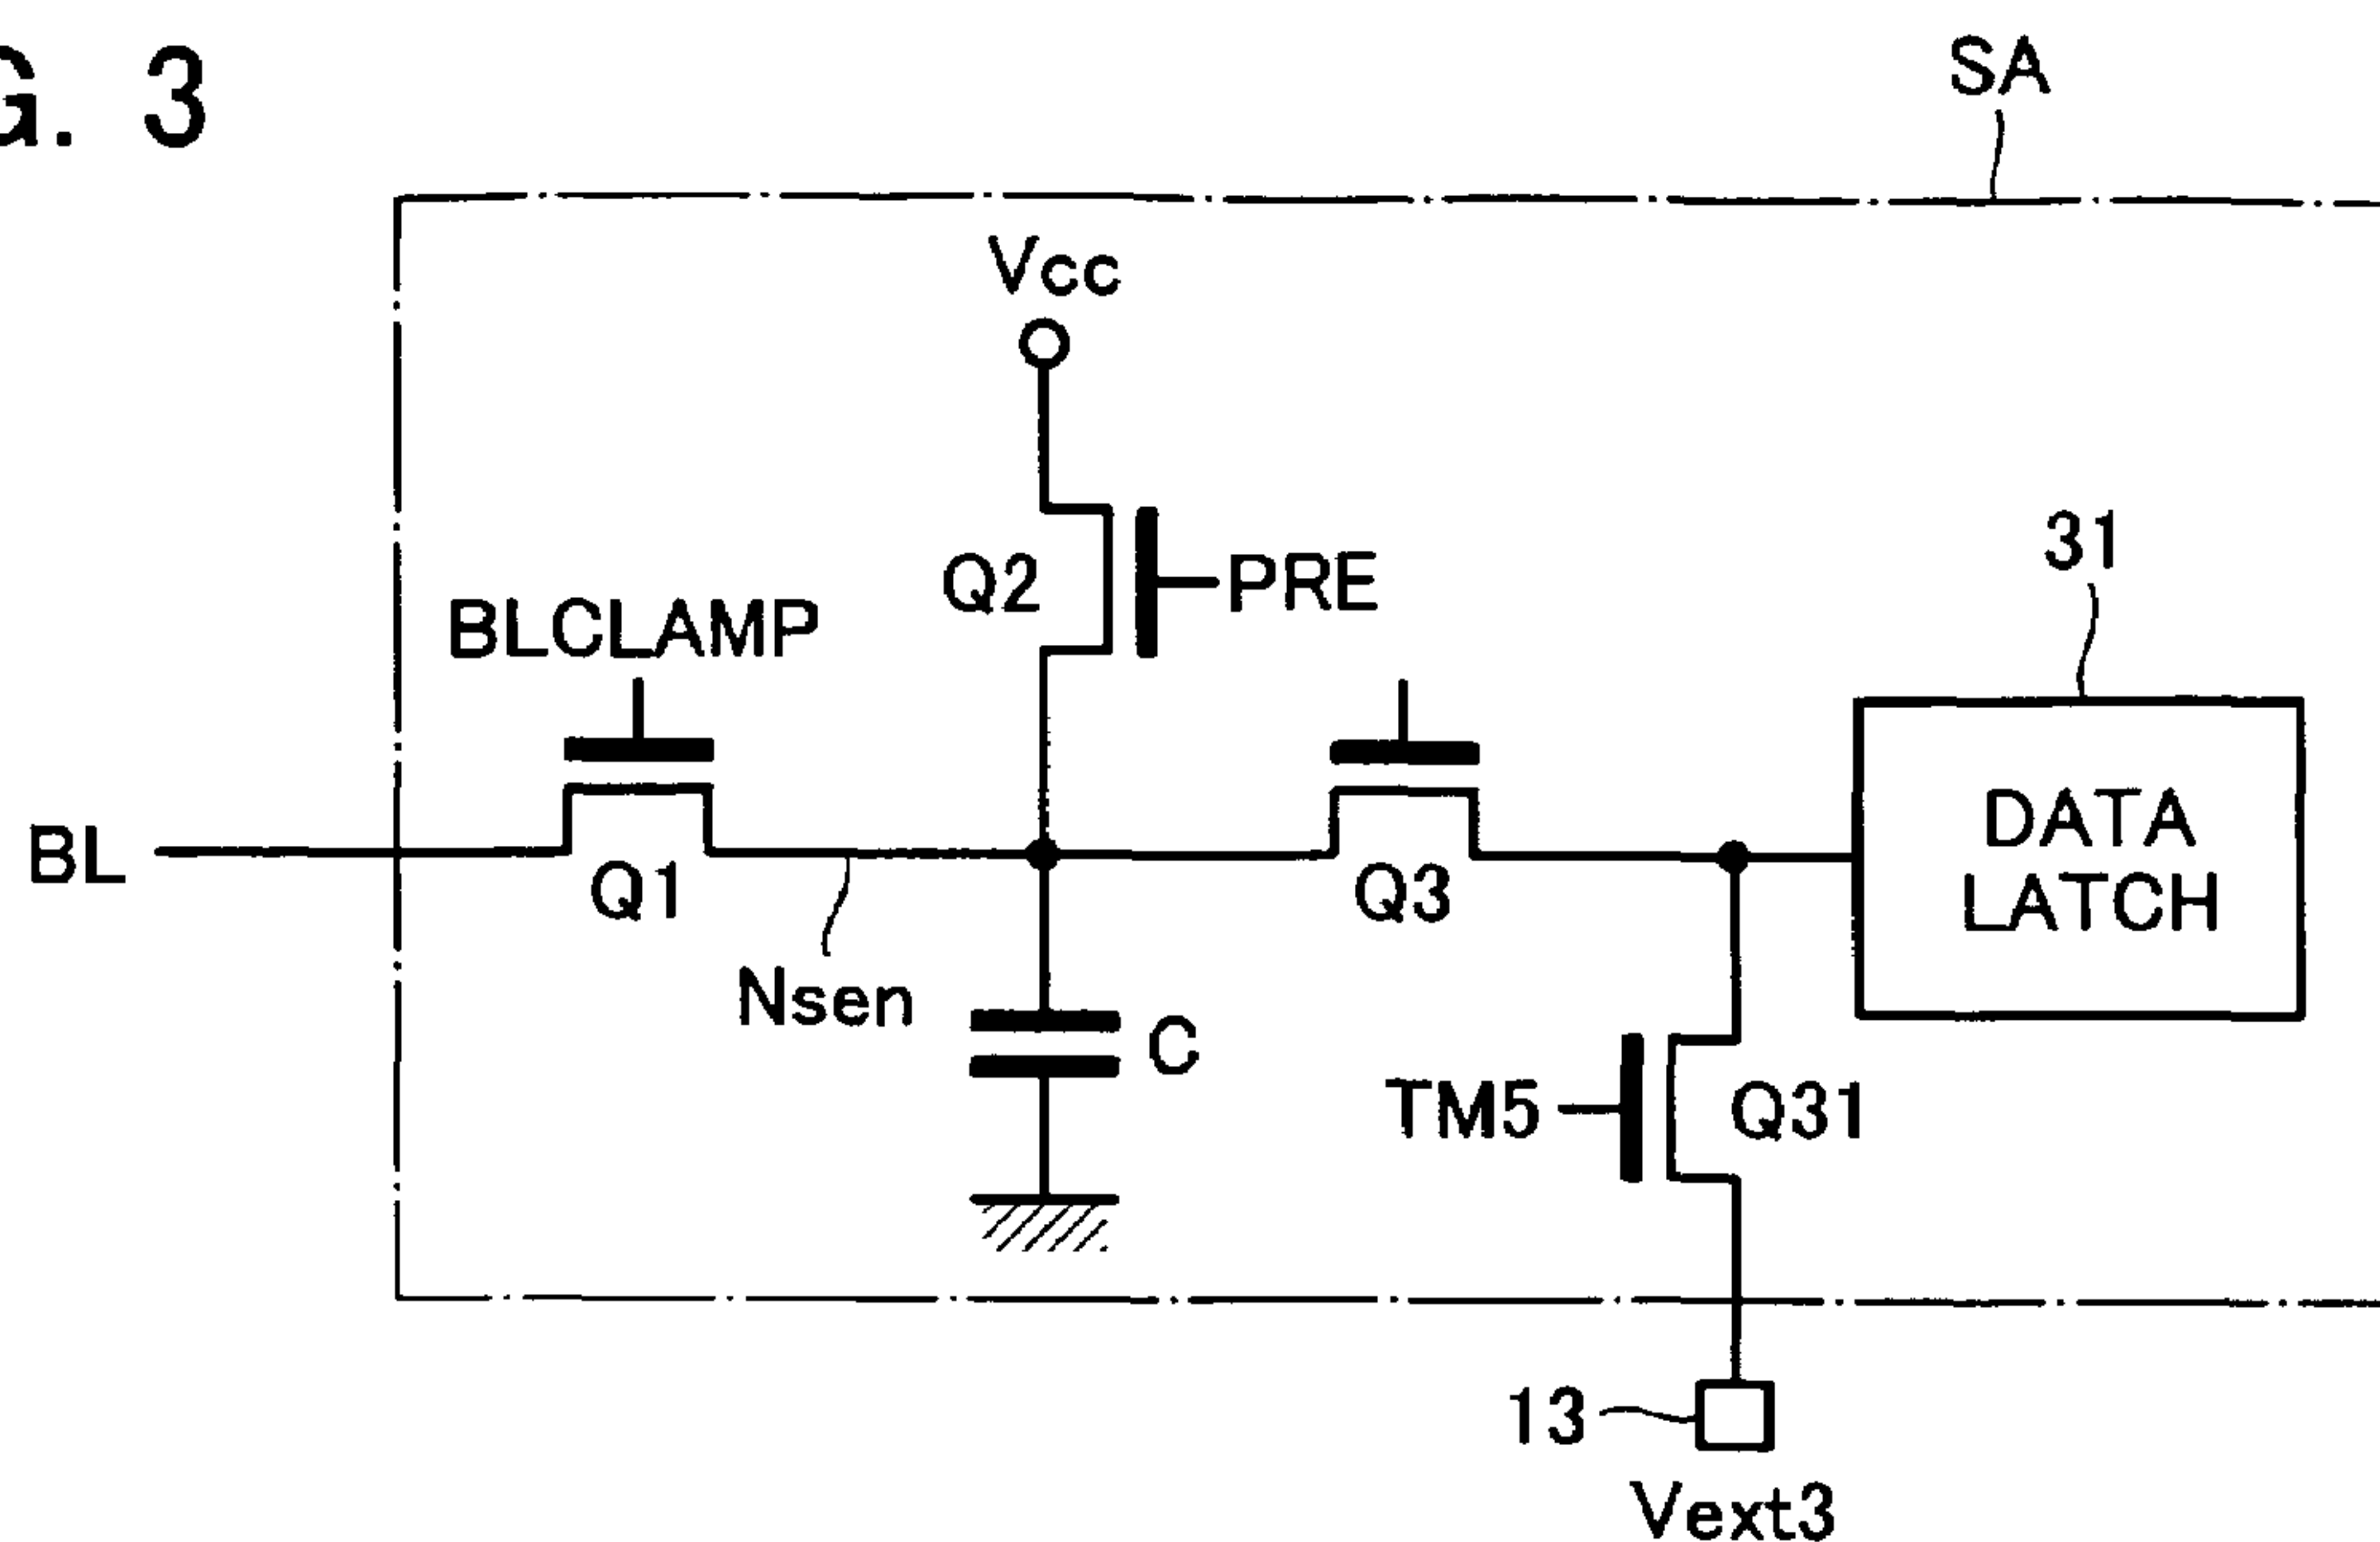 G. 3
SA
Vcc
31
Q2
PRE
BLCLAMP
DATA
LATCH
BL
Q1
Q3
Nsen
C
TM5
Q31
13
Vext3